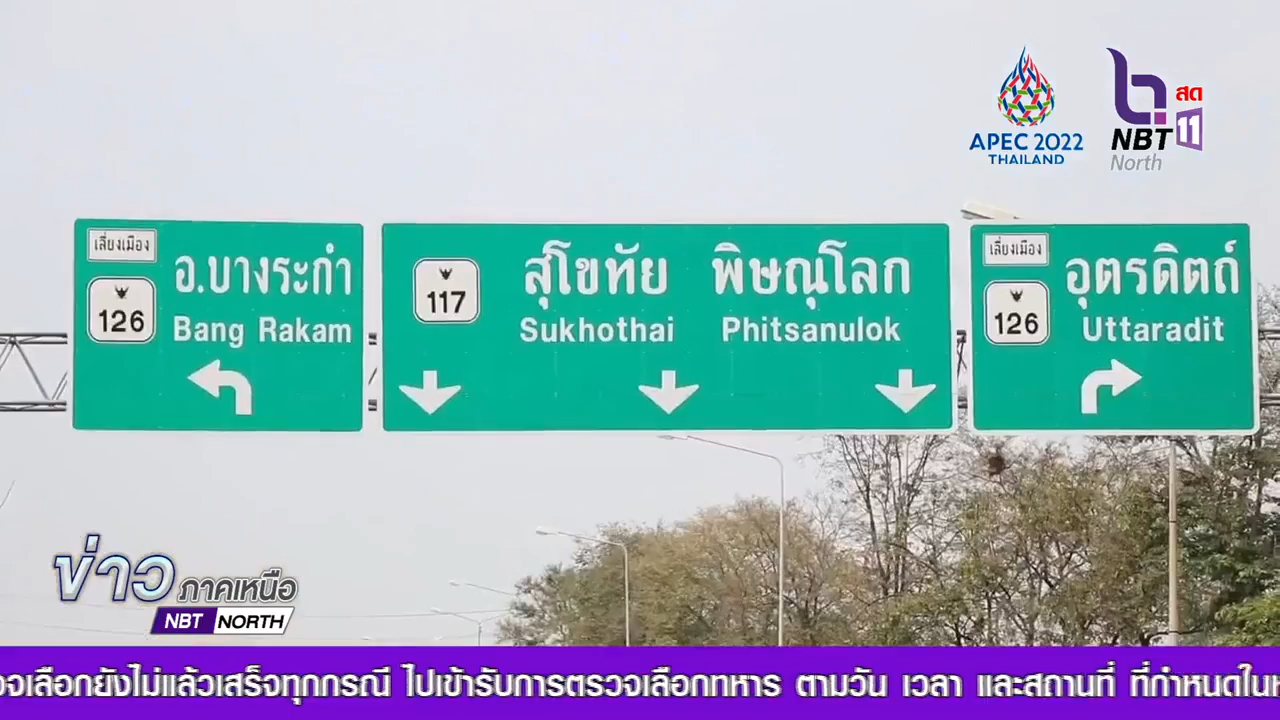 APEC 2022
THAILAND
สด
NBT 11
North
เลี่ยงเมือง
126
อ.บางระกำ
Bang Rakam
117
สุโขทัย พิษณุโลก
Sukhothai Phitsanulok
เลี่ยงเมือง
126
อุตรดิตถ์
Uttaradit
ข่าว ภาคเหนือ
NBT NORTH
เลือกยังไม่แล้วเสร็จทุกกรณี ไปเข้ารับการตรวจเลือกทหาร ตามวัน เวลา และสถานที่ ที่กำหนดใน